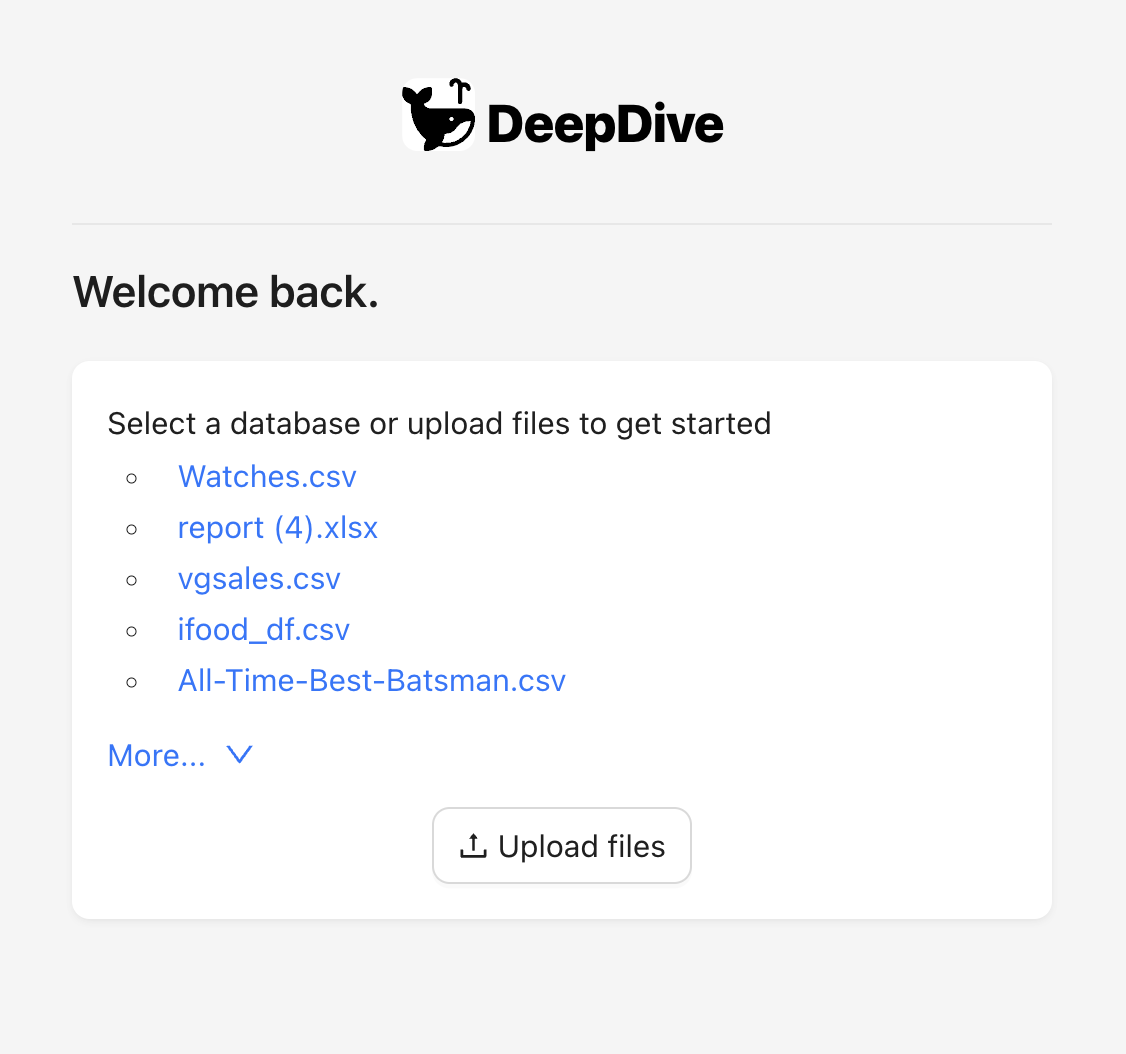 DeepDive
Welcome back.
Select a database or upload files to get started
Watches.csv
report (4).xlsx
vgsales.csv
ifood_df.csv
All-Time-Best-Batsman.csv
More...
Upload files